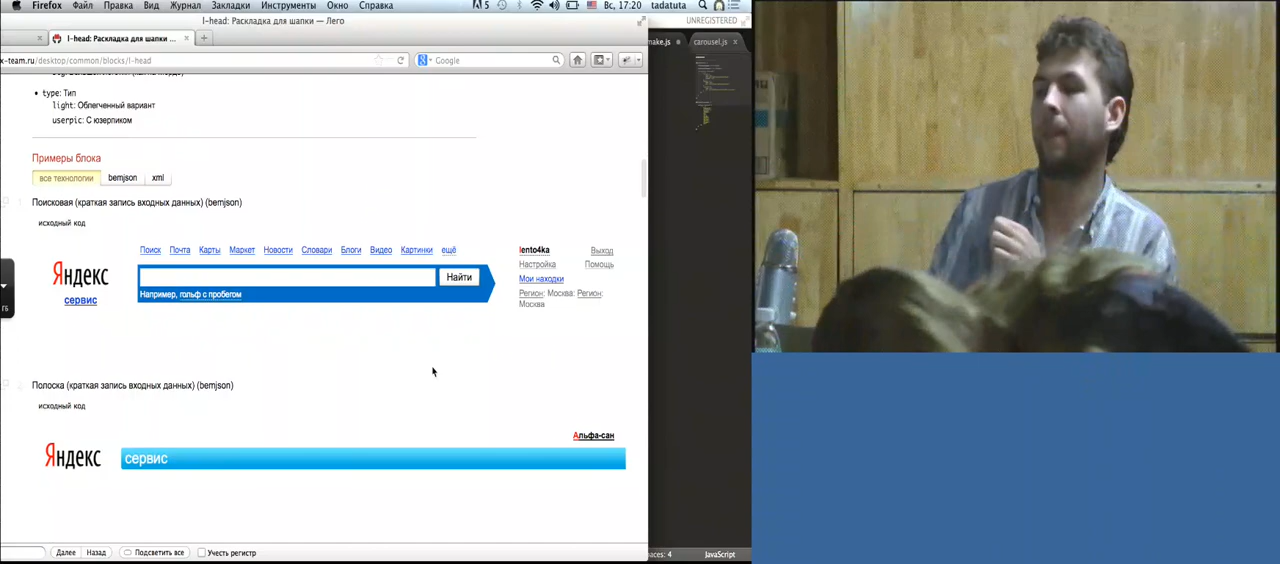 Firefox Файл Правка Вид Журнал Закладки Инструменты Окно Справка 5 Вс, 17:20 tadatuta
l-head: Раскладка для шапки — Лего UNREGISTERED
l-head: Раскладка для шапки ... make.js carousel.js
x-team.ru/desktop/common/blocks/l-head Google
type: Тип
light: Облегченный вариант
userpic: С юзерпиком
Примеры блока
все технологии bemjson xml
Поисковая (краткая запись входных данных) (bemjson)
исходный код
Поиск Почта Карты Маркет Новости Словари Блоги Видео Картинки ещё
lento4ka Выход
Яндекс Найти Настройка Помощь
сервис Например, гольф с пробегом Мои находки
Регион: Москва: Регион:
Москва
Гб
Полоска (краткая запись входных данных) (bemjson)
исходный код
Альфа-сан
Яндекс сервис
Далее Назад Подсветить все Учесть регистр
paces: 4 JavaScript